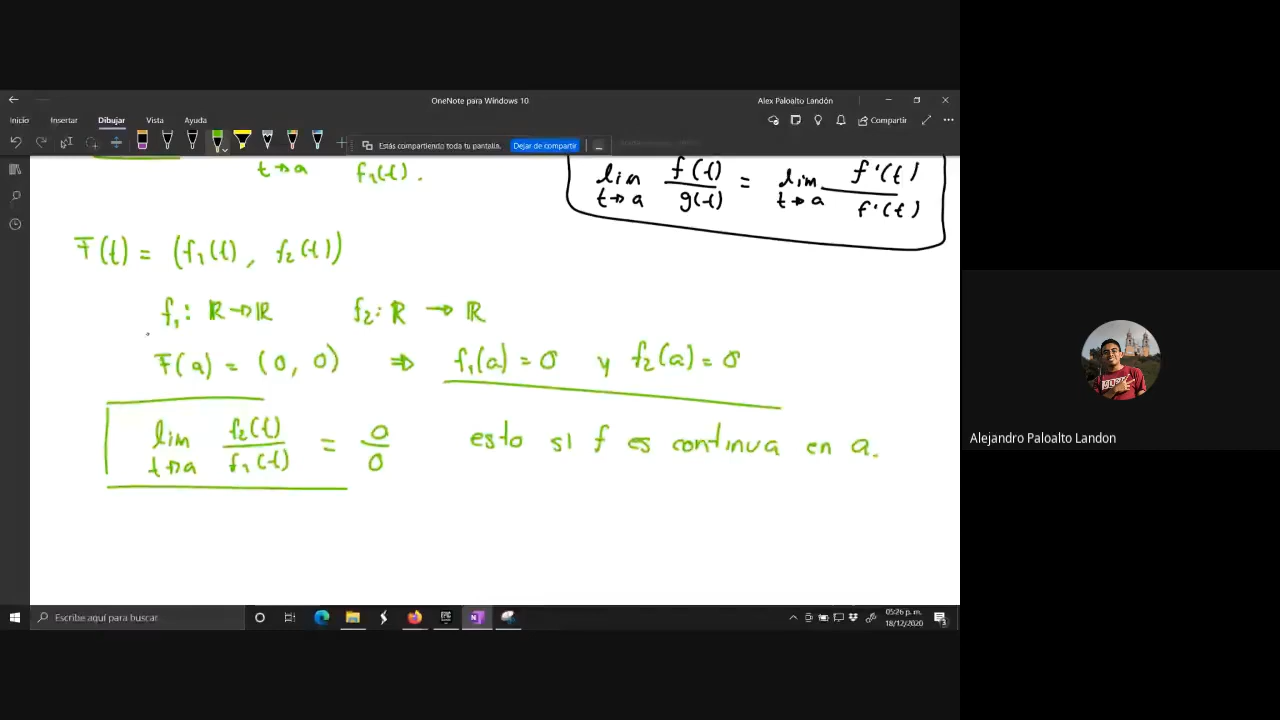 OneNote para Windows 10
Alex Paloalto Landón
Inicio Insertar Dibujar Vista Ayuda
Compartir
Estás compartiendo toda tu pantalla. Dejar de compartir
t→a f₁(t).
lim t→a f(t)/g(t) = lim t→a f'(t)/f'(t)
F(t) = (f₁(t), f₂(t))
f₁: ℝ→ℝ f₂: ℝ → ℝ
F(a) = (0, 0) ⇒ f₁(a) = 0 y f₂(a) = 0
lim t→a f₂(t)/f₁(t) = 0/0 esto si f es continua en a.
Alejandro Paloalto Landon
Escribe aquí para buscar
05:26 p. m.
18/12/2020